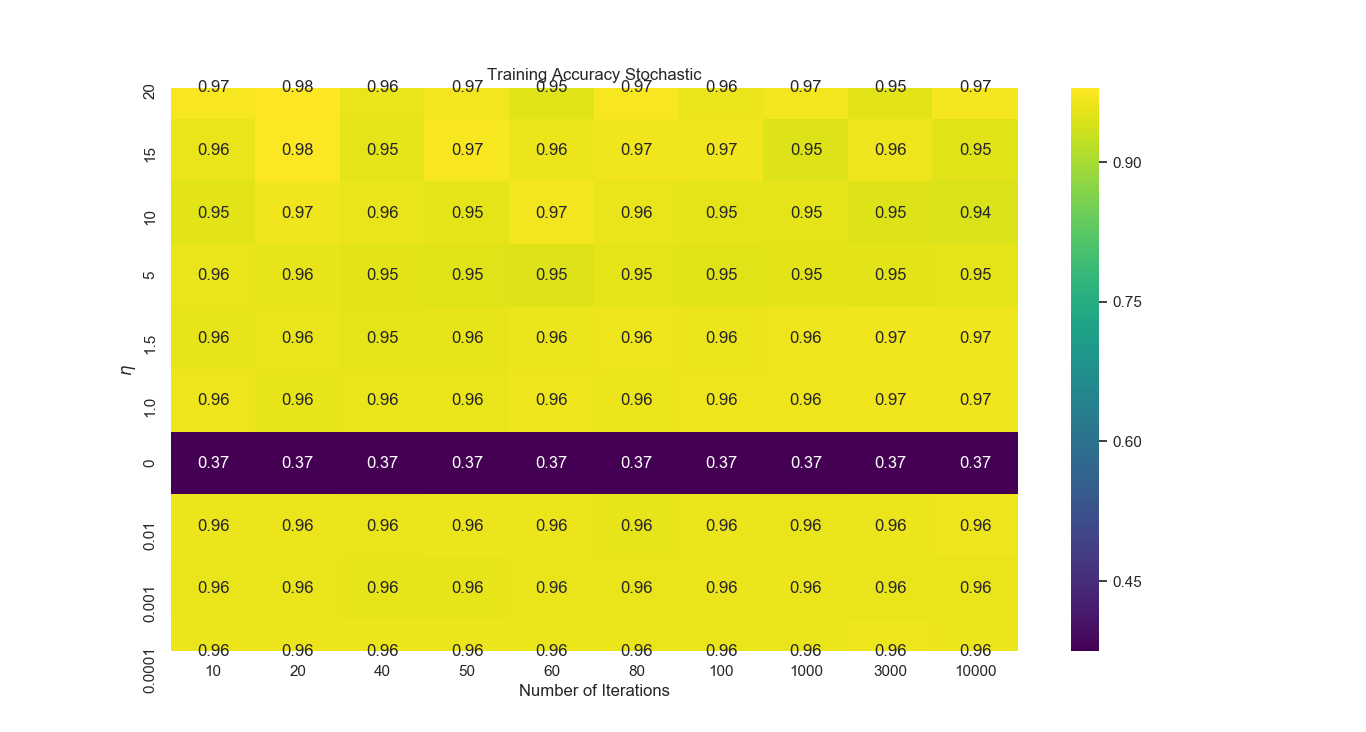 Training Accuracy Stochastic
20 0.97 0.98 0.96 0.97 0.95 0.97 0.96 0.97 0.95 0.97
15 0.96 0.98 0.95 0.97 0.96 0.97 0.97 0.95 0.96 0.95 0.90
10 0.95 0.97 0.96 0.95 0.97 0.96 0.95 0.95 0.95 0.94
5 0.96 0.96 0.95 0.95 0.95 0.95 0.95 0.95 0.95 0.95
0.75
1.5 0.96 0.96 0.95 0.96 0.96 0.96 0.96 0.96 0.97 0.97
η
1.0 0.96 0.96 0.96 0.96 0.96 0.96 0.96 0.96 0.97 0.97
0.60
0 0.37 0.37 0.37 0.37 0.37 0.37 0.37 0.37 0.37 0.37
0.01 0.96 0.96 0.96 0.96 0.96 0.96 0.96 0.96 0.96 0.96
0.001 0.96 0.96 0.96 0.96 0.96 0.96 0.96 0.96 0.96 0.96 0.45
0.0001 0.96 0.96 0.96 0.96 0.96 0.96 0.96 0.96 0.96 0.96
10 20 40 50 60 80 100 1000 3000 10000
Number of Iterations